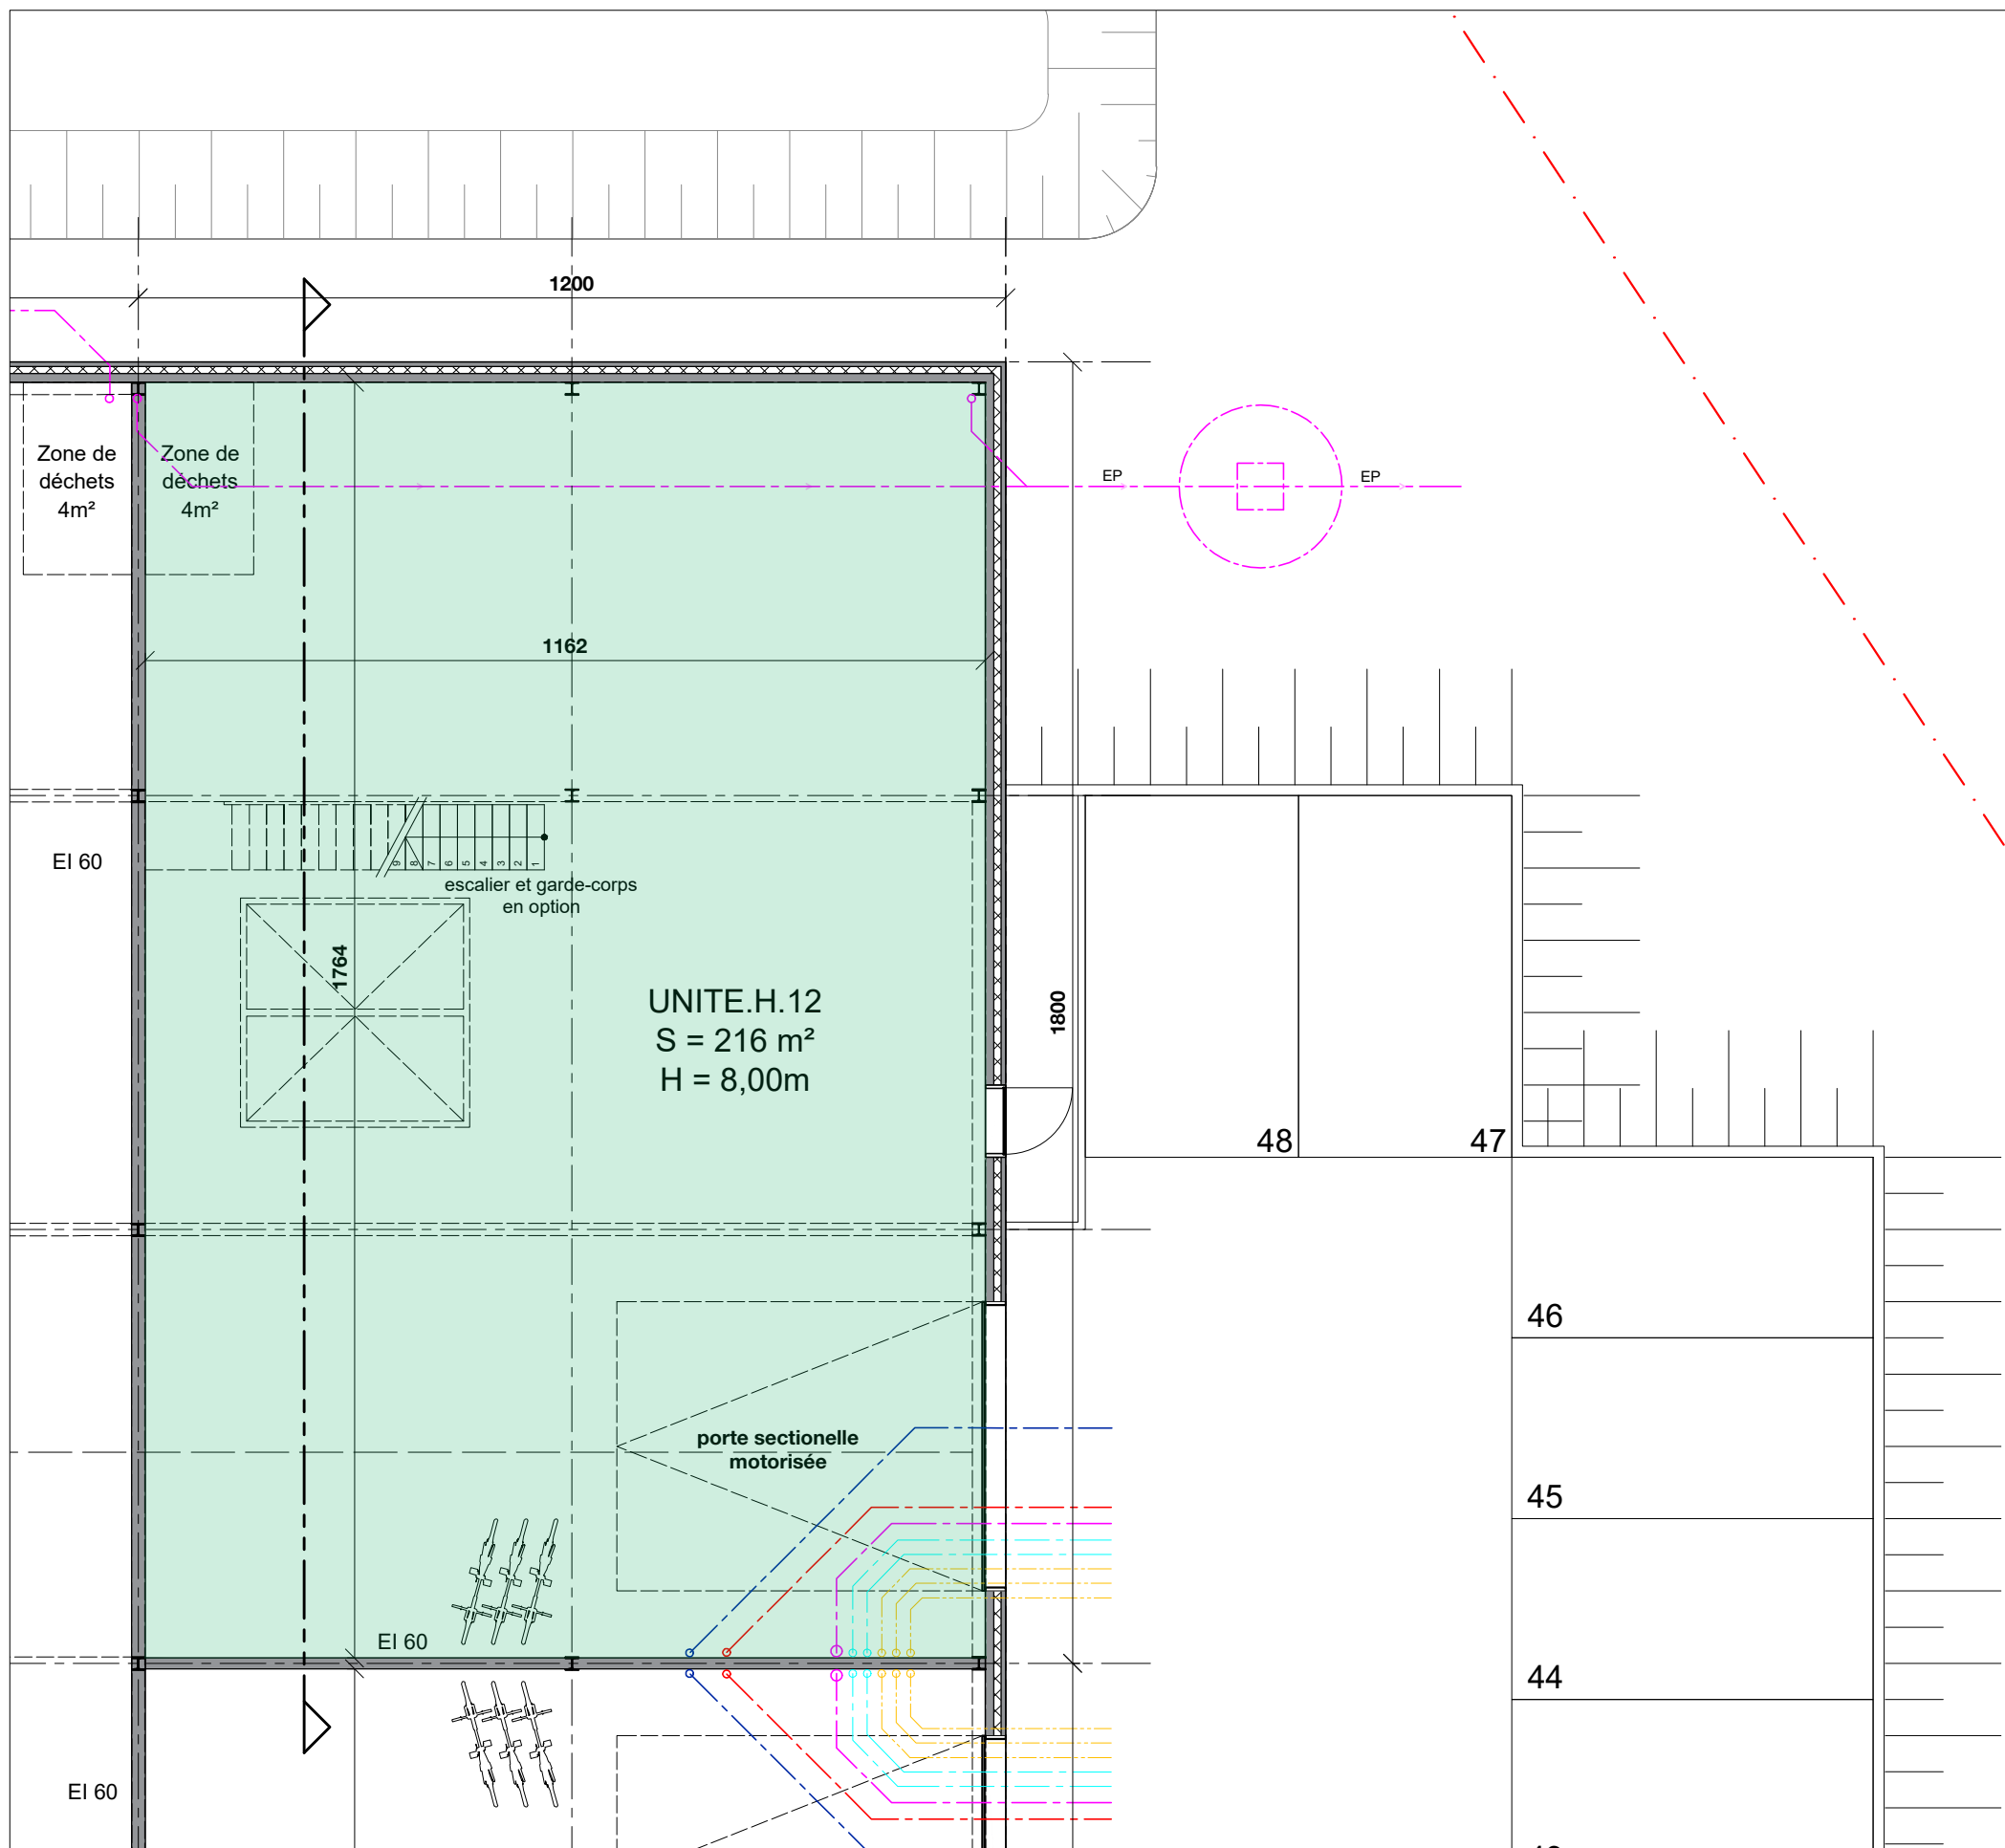 1200
Zone de
déchets
4m²
Zone de
déchets
4m²
EP
EP
1162
EI 60
9 8 7 6 5 4 3 2 1
escalier et garde-corps
en option
1764
UNITE.H.12
S = 216 m²
H = 8,00m
1800
48
47
46
porte sectionelle
motorisée
45
EI 60
44
EI 60